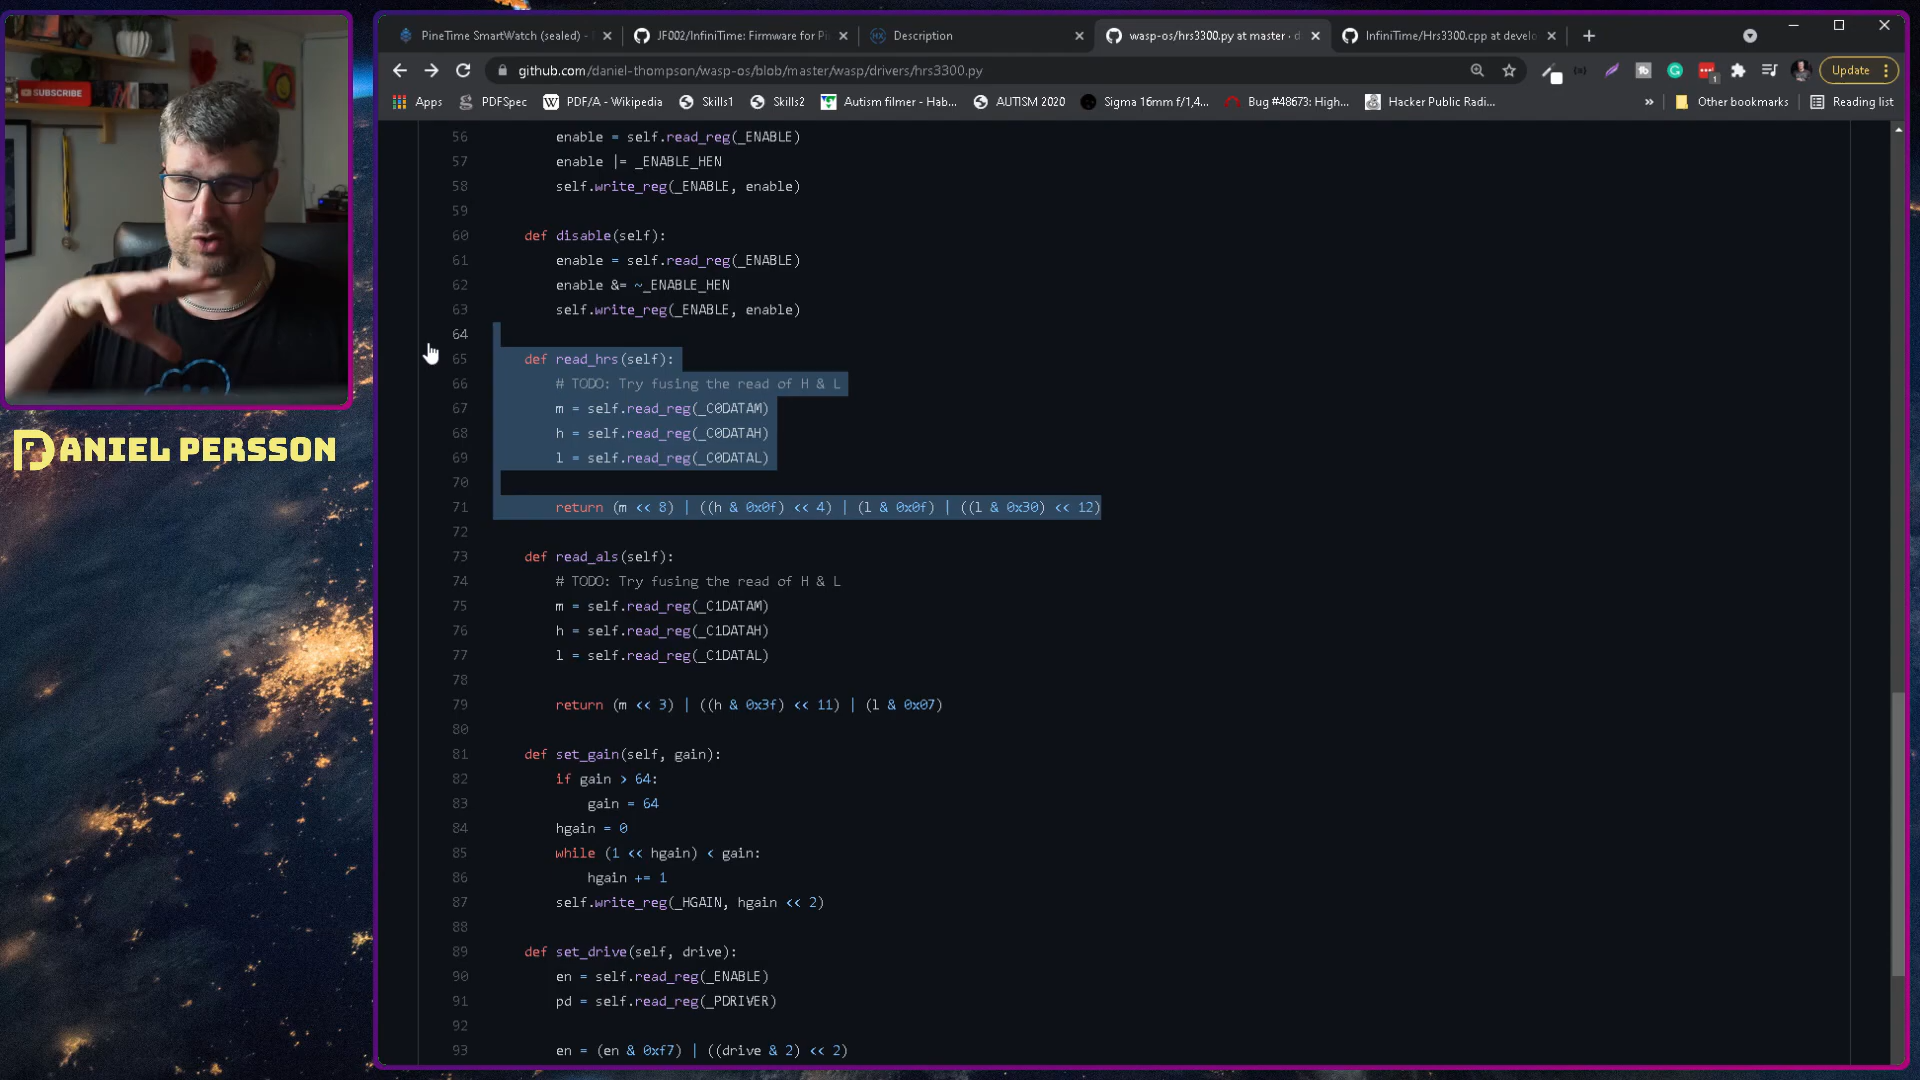 SUBSCRIBE
DANIEL PERSSON
PineTime SmartWatch (sealed) -
JF002/InfiniTime: Firmware for Pi
Description
wasp-os/hrs3300.py at master · d
InfiniTime/Hrs3300.cpp at develo
github.com/daniel-thompson/wasp-os/blob/master/wasp/drivers/hrs3300.py
1
Update
Apps
PDFSpec
PDF/A - Wikipedia
Skills1
Skills2
Autism filmer - Hab...
AUTISM 2020
Sigma 16mm f/1,4...
Bug #48673: High...
Hacker Public Radi...
»
Other bookmarks
Reading list
56 enable = self.read_reg(_ENABLE)
57 enable |= _ENABLE_HEN
58 self.write_reg(_ENABLE, enable)
59
60 def disable(self):
61 enable = self.read_reg(_ENABLE)
62 enable &= ~_ENABLE_HEN
63 self.write_reg(_ENABLE, enable)
64
65 def read_hrs(self):
66 # TODO: Try fusing the read of H & L
67 m = self.read_reg(_C0DATAM)
68 h = self.read_reg(_C0DATAH)
69 l = self.read_reg(_C0DATAL)
70
71 return (m << 8) | ((h & 0x0f) << 4) | (l & 0x0f) | ((l & 0x30) << 12)
72
73 def read_als(self):
74 # TODO: Try fusing the read of H & L
75 m = self.read_reg(_C1DATAM)
76 h = self.read_reg(_C1DATAH)
77 l = self.read_reg(_C1DATAL)
78
79 return (m << 3) | ((h & 0x3f) << 11) | (l & 0x07)
80
81 def set_gain(self, gain):
82 if gain > 64:
83 gain = 64
84 hgain = 0
85 while (1 << hgain) < gain:
86 hgain += 1
87 self.write_reg(_HGAIN, hgain << 2)
88
89 def set_drive(self, drive):
90 en = self.read_reg(_ENABLE)
91 pd = self.read_reg(_PDRIVER)
92
93 en = (en & 0xf7) | ((drive & 2) << 2)